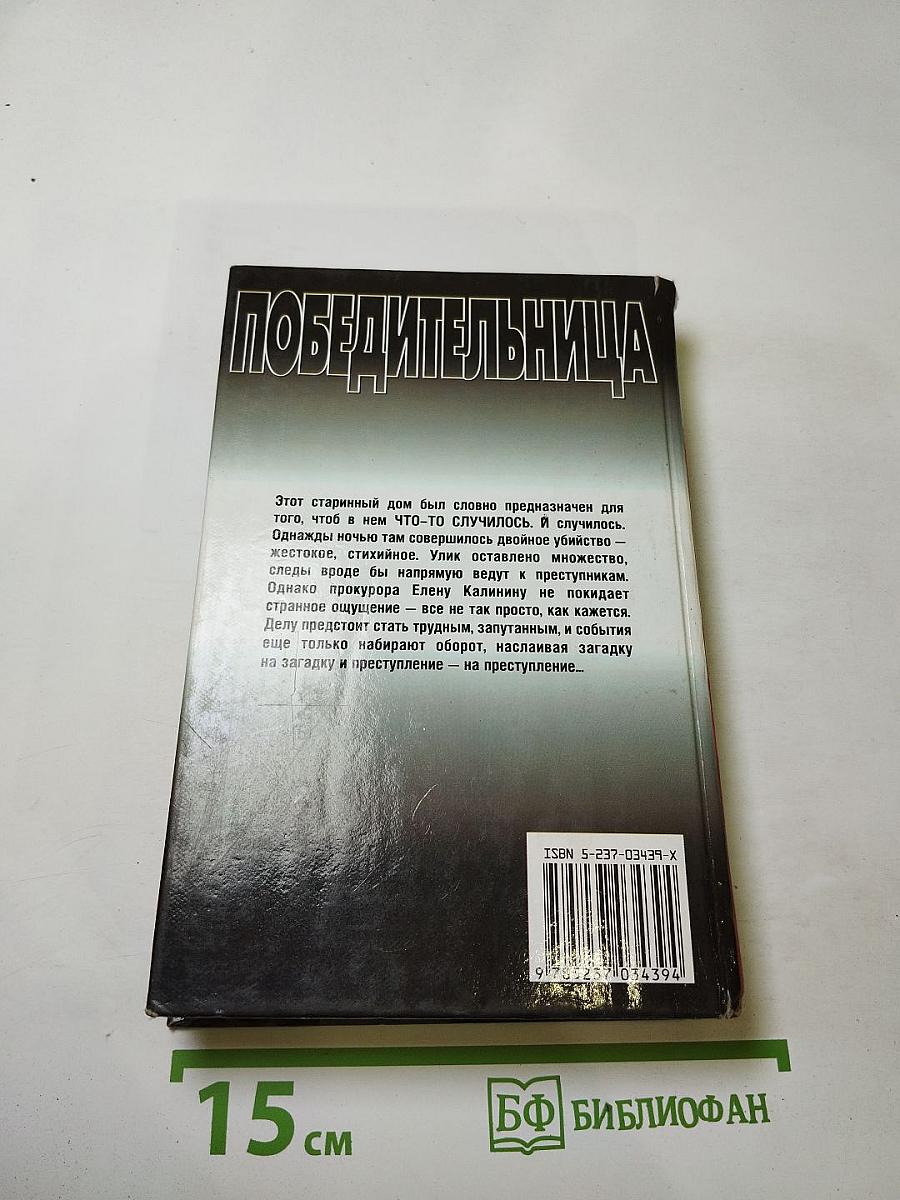 ПОБЕДИТЕЛЬНИЦА
Этот старинный дом был словно предназначен для
того, чтоб в нем ЧТО-ТО СЛУЧИЛОСЬ. Й случилось.
Однажды ночью там совершилось двойное убийство —
жестокое, стихийное. Улик оставлено множество,
следы вроде бы напрямую ведут к преступникам.
Однако прокурора Елену Калинину не покидает
странное ощущение — все не так просто, как кажется.
Делу предстоит стать трудным, запутанным, и события
еще только набирают оборот, наслаивая загадку
на загадку и преступление — на преступление...
ISBN 5-237-03439-X
9 785237 034394
15 см
БФ БИБЛИОФАН